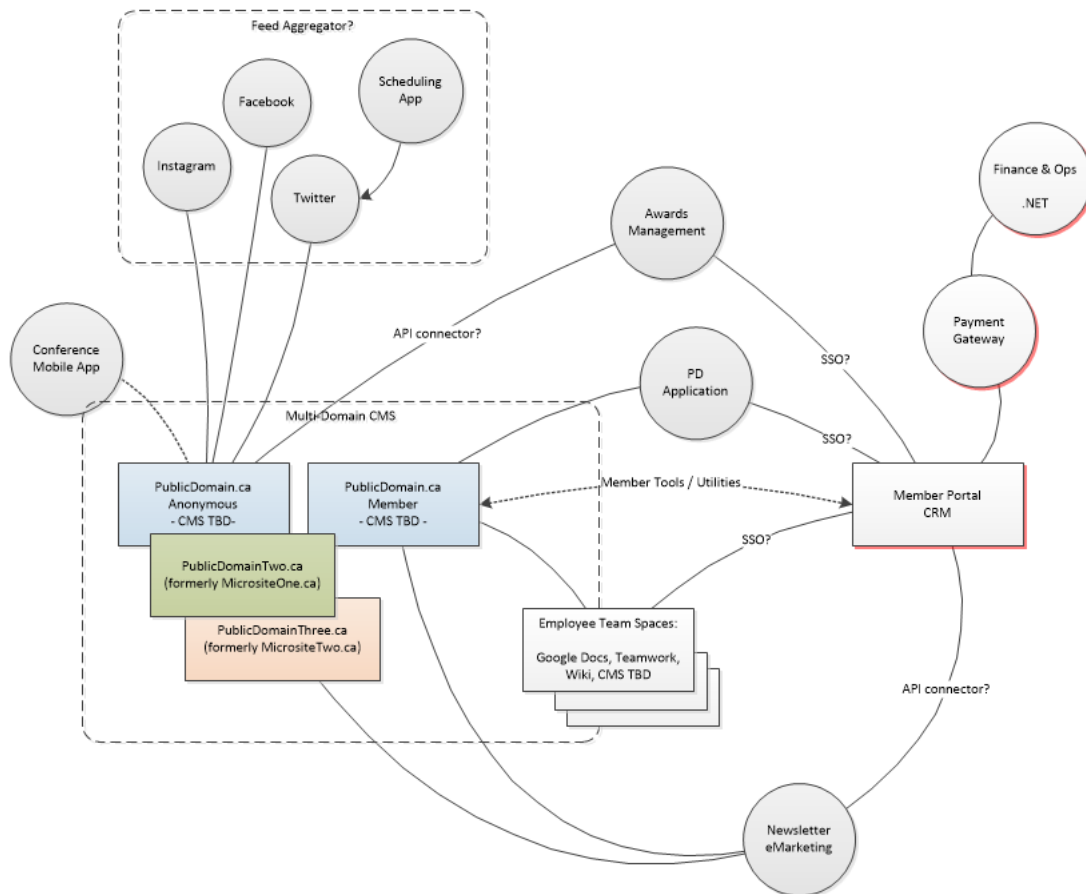 Feed Aggregator?
Scheduling
App
Facebook
Instagram
Twitter
Finance & Ops
.NET
Awards
Management
Payment
Gateway
API connector?
Conference
Mobile App
SSO?
PD
Application
Multi-Domain CMS
SSO?
PublicDomain.ca
Anonymous
- CMS TBD-
PublicDomain.ca
Member
- CMS TBD -
Member Tools / Utilities
Member Portal
CRM
SSO?
PublicDomainTwo.ca
(formerly MicrositeOne.ca)
PublicDomainThree.ca
(formerly MicrositeTwo.ca)
Employee Team Spaces:
Google Docs, Teamwork,
Wiki, CMS TBD
API connector?
Newsletter
eMarketing